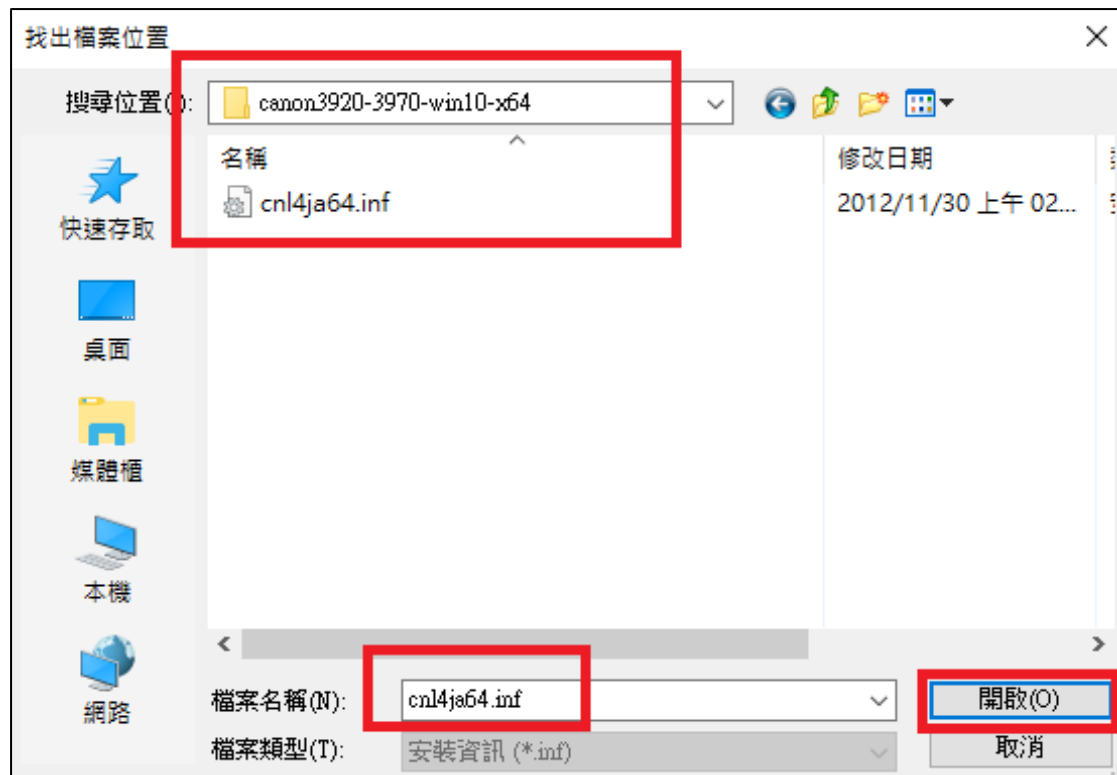 找出檔案位置
搜尋位置(I): canon3920-3970-win10-x64
名稱 修改日期
cnl4ja64.inf 2012/11/30 上午 02...
快速存取
桌面
媒體櫃
本機
網路
檔案名稱(N): cnl4ja64.inf 開啟(O)
檔案類型(T): 安裝資訊 (*.inf) 取消